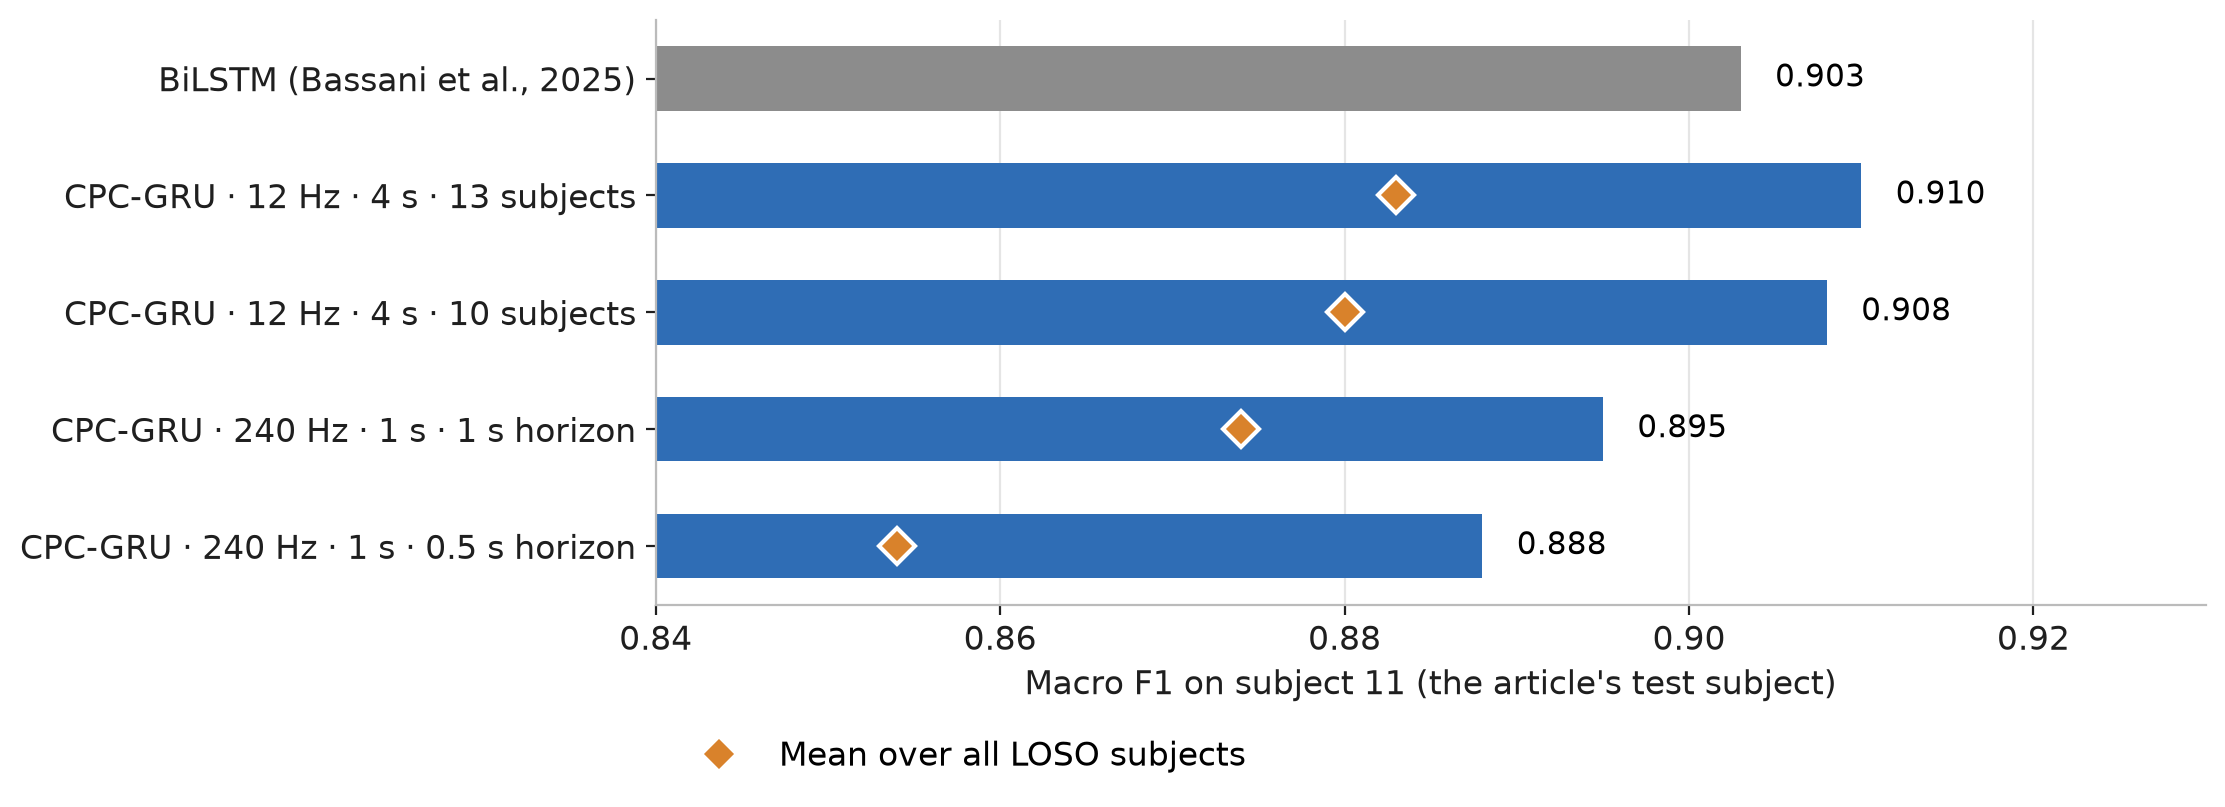 BiLSTM (Bassani et al., 2025)
0.903
CPC-GRU · 12 Hz · 4 s · 13 subjects
0.910
CPC-GRU · 12 Hz · 4 s · 10 subjects
0.908
CPC-GRU · 240 Hz · 1 s · 1 s horizon
0.895
CPC-GRU · 240 Hz · 1 s · 0.5 s horizon
0.888
0.84 0.86 0.88 0.90 0.92
Macro F1 on subject 11 (the article's test subject)
Mean over all LOSO subjects